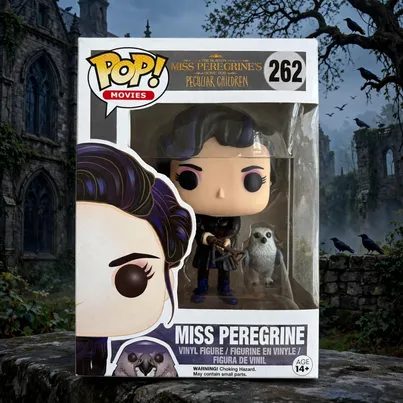 POP!
MOVIES
MISS PEREGRINE'S
HOME FOR
PECULIAR CHILDREN
262
MISS PEREGRINE
VINYL FIGURE / FIGURINE EN VINYLE /
FIGURA DE VINIL
WARNING! Choking Hazard.
May contain small parts.
AGE
14+